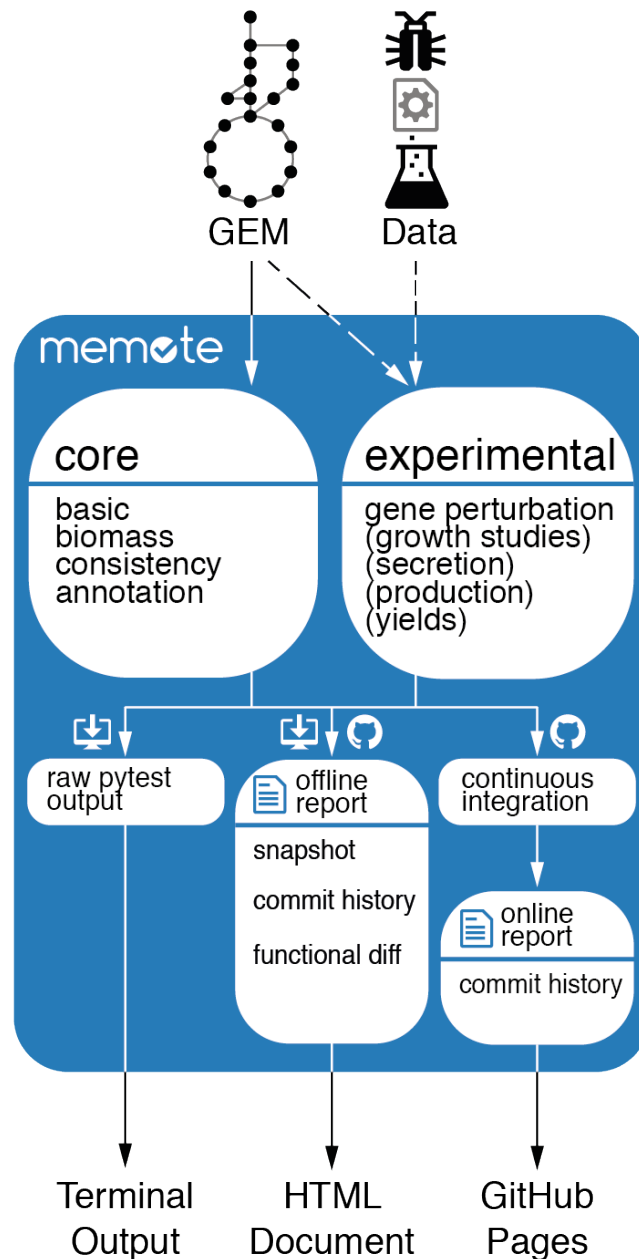 GEM
Data
memote
core
basic
biomass
consistency
annotation
experimental
gene perturbation
(growth studies)
(secretion)
(production)
(yields)
raw pytest
output
offline
report
snapshot
commit history
functional diff
continuous
integration
online
report
commit history
Terminal
Output
HTML
Document
GitHub
Pages